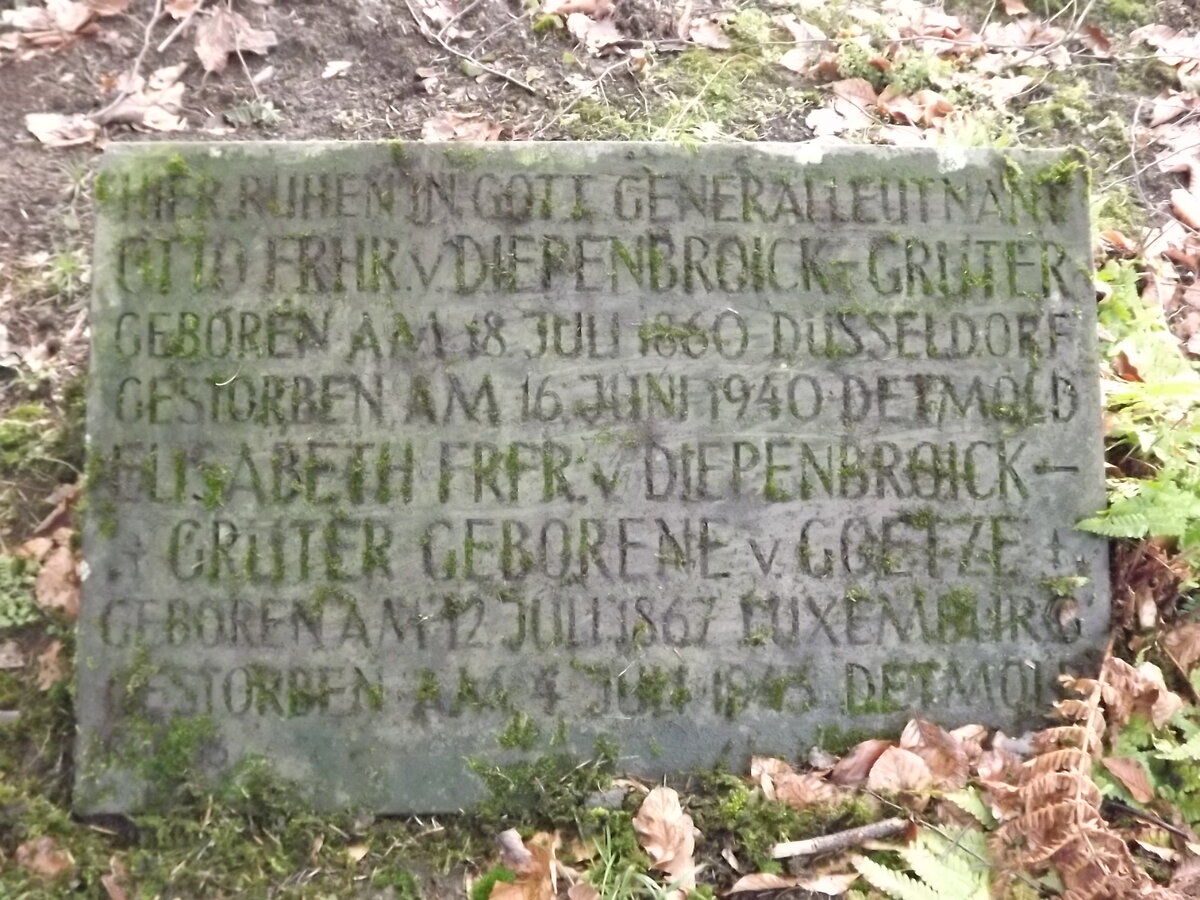 HIER RUHEN IN GOTT GENERALLEUTNANT
OTTO FRHR. v. DIEPENBROICK-GRÜTER
GEBOREN AM 18 JULI 1860 DÜSSELDORF
GESTORBEN AM 16. JUNI 1940 DETMOLD
ELISABETH FRFR. v. DIEPENBROICK-
GRÜTER GEBORENE v. GOETZE
GEBOREN AM 12. JULI 1867 LUXEMBURG
GESTORBEN AM 4. JULI DETMOLD